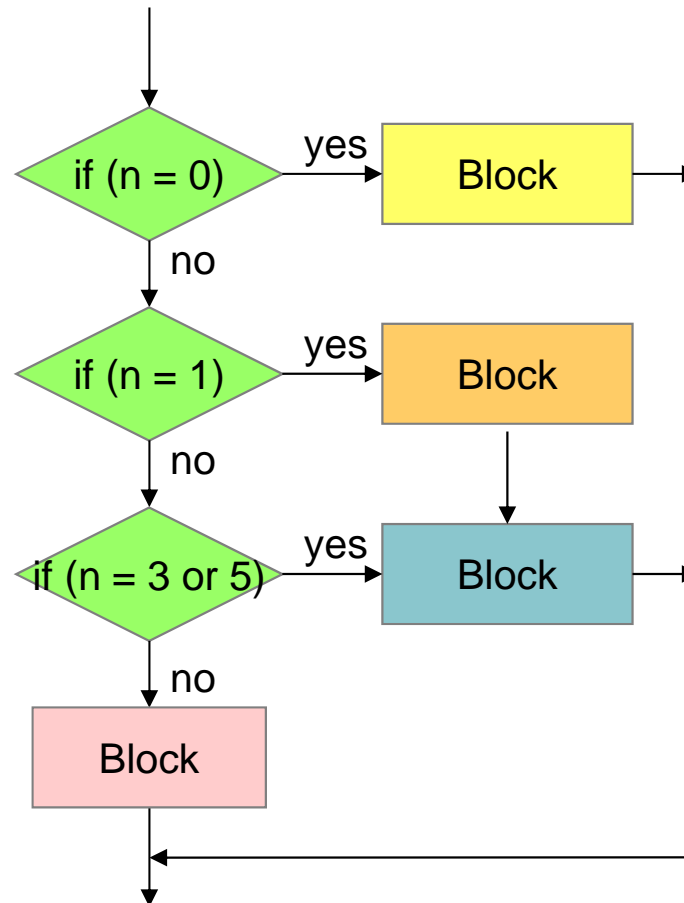 yes
if (n = 0)
Block
no
yes
if (n = 1)
Block
no
yes
if (n = 3 or 5)
Block
no
Block